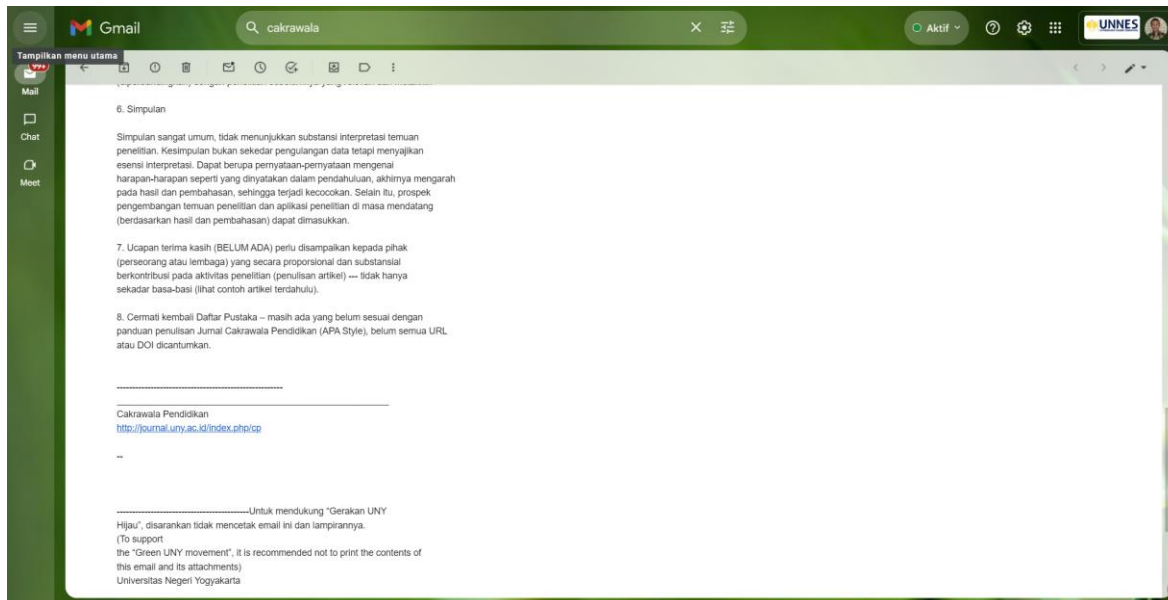 Gmail
cakrawala
Aktif
UNNES
Tampilkan menu utama
Mail
Chat
Meet
6. Simpulan
Simpulan sangat umum, tidak menunjukkan substansi interpretasi temuan
penelitian. Kesimpulan bukan sekedar pengulangan data tetapi menyajikan
esensi interpretasi. Dapat berupa pernyataan-pernyataan mengenai
harapan-harapan seperti yang dinyatakan dalam pendahuluan, akhirnya mengarah
pada hasil dan pembahasan, sehingga terjadi kecocokan. Selain itu, prospek
pengembangan temuan penelitian dan aplikasi penelitian di masa mendatang
(berdasarkan hasil dan pembahasan) dapat dimasukkan.
7. Ucapan terima kasih (BELUM ADA) perlu disampaikan kepada pihak
(perseorang atau lembaga) yang secara proporsional dan substansial
berkontribusi pada aktivitas penelitian (penulisan artikel) --- tidak hanya
sekadar basa-basi (lihat contoh artikel terdahulu).
8. Cermati kembali Daftar Pustaka – masih ada yang belum sesuai dengan
panduan penulisan Jurnal Cakrawala Pendidikan (APA Style), belum semua URL
atau DOI dicantumkan.
------------------------------------------------------
Cakrawala Pendidikan
http://journal.uny.ac.id/index.php/cp
--
-------------------------------------------Untuk mendukung “Gerakan UNY
Hijau”, disarankan tidak mencetak email ini dan lampirannya.
(To support
the “Green UNY movement”, it is recommended not to print the contents of
this email and its attachments)
Universitas Negeri Yogyakarta